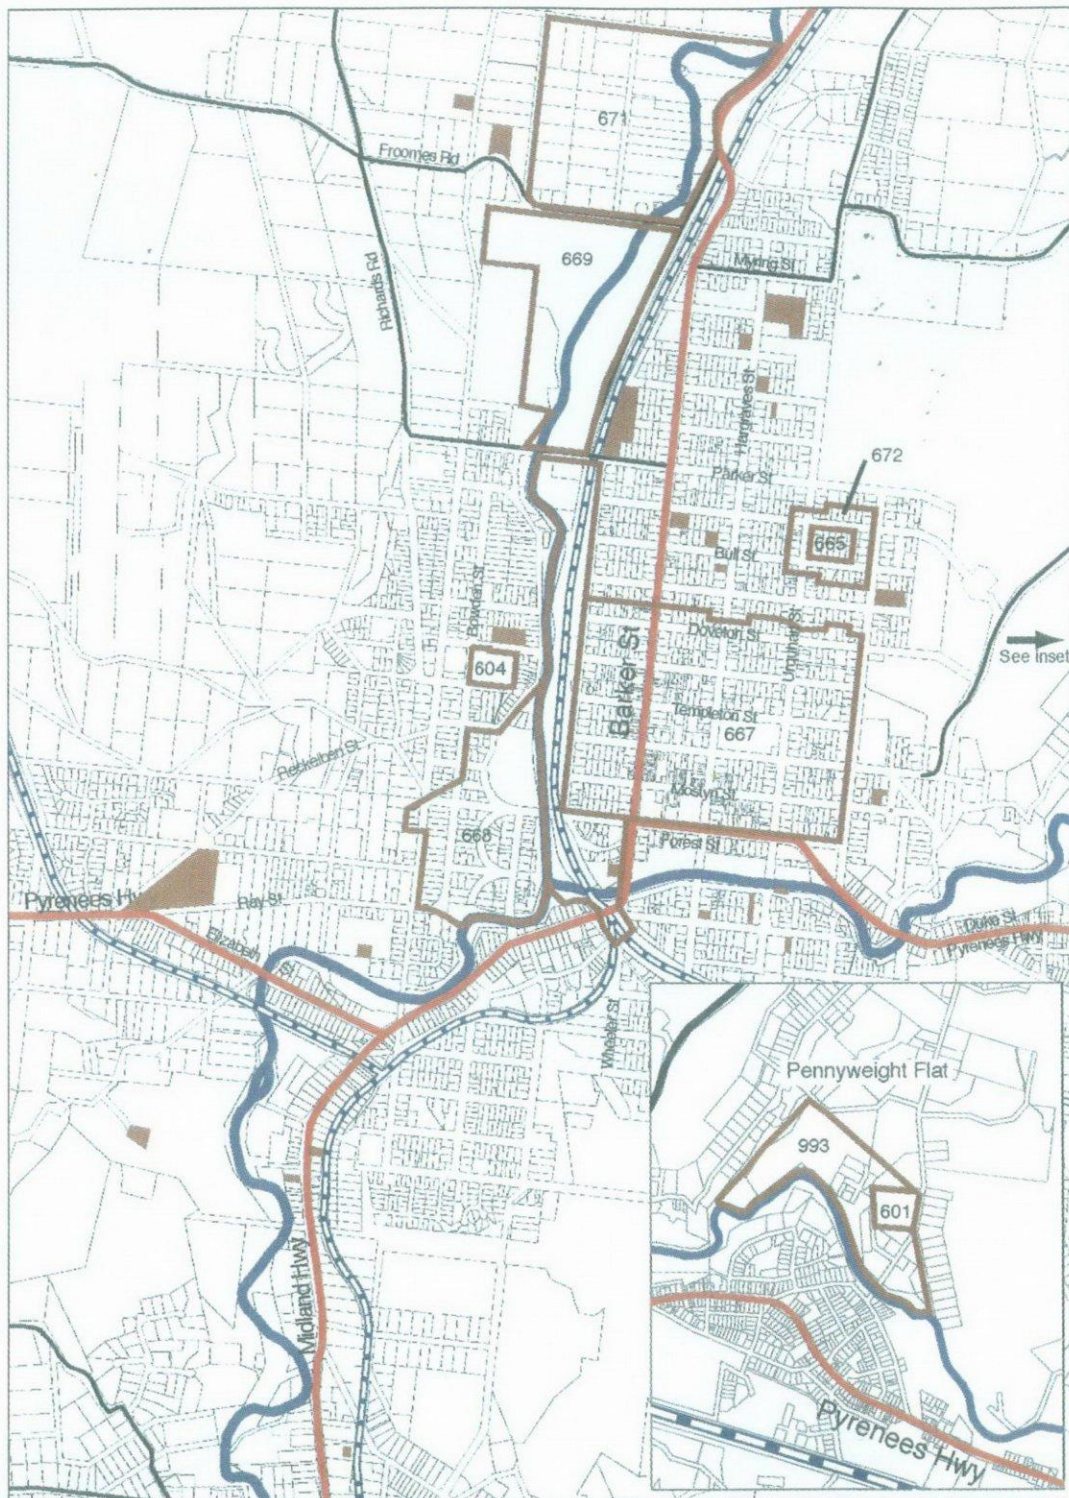 671
Froomes Rd
669
Myring St
Richards Rd
Hargraves St
672
Parker St
665
Bull St
Bowden St
Doveton St
Urquhart St
See inset
604
Barker St
Templeton St
667
Reckeiben St
Mostyn St
668
Forest St
Pyrenees Hwy
Ray St
Elizabeth St
Duke St
Pyrenees Hwy
Wheeler St
Pennyweight Flat
993
601
Midland Hwy
Pyrenees Hwy